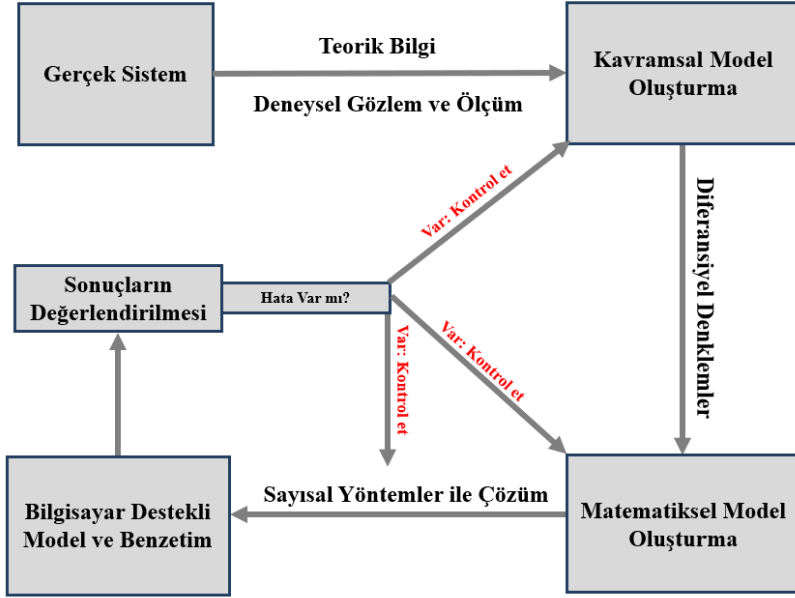 Gerçek Sistem
Teorik Bilgi
Deneysel Gözlem ve Ölçüm
Kavramsal Model
Oluşturma
Var: Kontrol et
Diferansiyel Denklemler
Sonuçların
Değerlendirilmesi
Hata Var mı?
Var: Kontrol et
Var: Kontrol et
Bilgisayar Destekli
Model ve Benzetim
Sayısal Yöntemler ile Çözüm
Matematiksel Model
Oluşturma